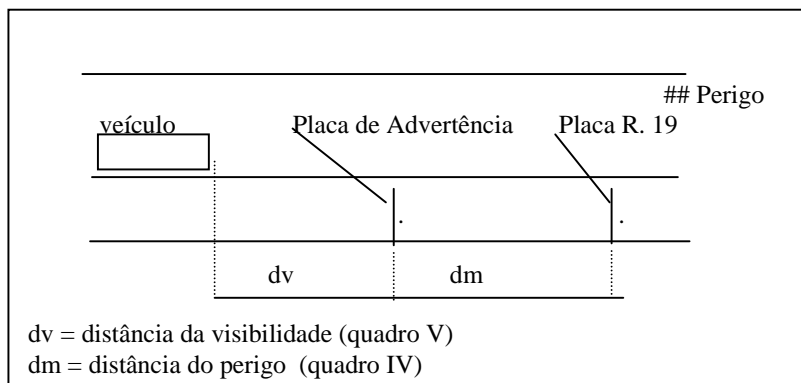 ## Perigo
veículo Placa de Advertência Placa R. 19
dv dm
dv = distância da visibilidade (quadro V)
dm = distância do perigo (quadro IV)